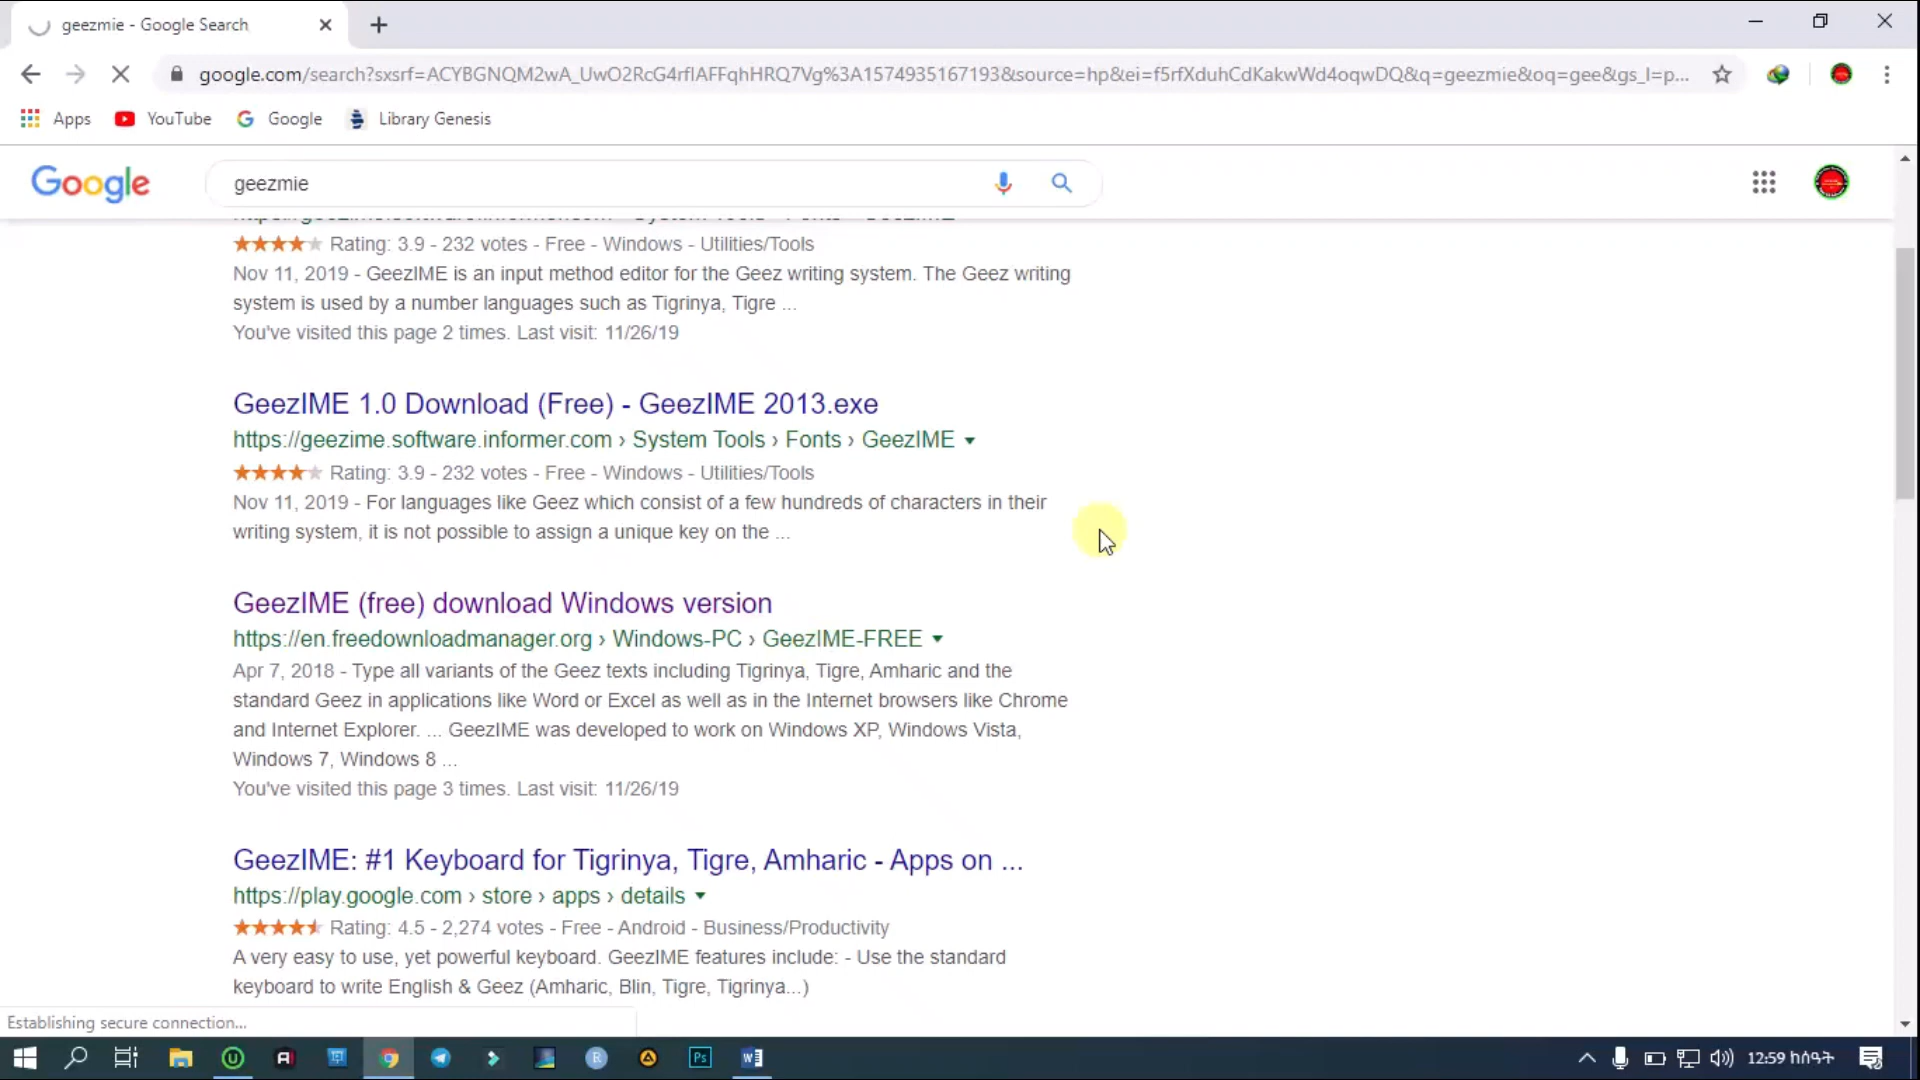 geezmie - Google Search
google.com/search?sxsrf=ACYBGNQM2wA_UwO2RcG4rfIAFFqhHRQ7Vg%3A1574935167193&source=hp&ei=f5rfXduhCdKakwWd4oqwDQ&q=geezmie&oq=gee&gs_l=p...
Apps YouTube Google Library Genesis
Google geezmie
Rating: 3.9 - 232 votes - Free - Windows - Utilities/Tools
Nov 11, 2019 - GeezIME is an input method editor for the Geez writing system. The Geez writing
system is used by a number languages such as Tigrinya, Tigre ...
You've visited this page 2 times. Last visit: 11/26/19
GeezIME 1.0 Download (Free) - GeezIME 2013.exe
https://geezime.software.informer.com › System Tools › Fonts › GeezIME
Rating: 3.9 - 232 votes - Free - Windows - Utilities/Tools
Nov 11, 2019 - For languages like Geez which consist of a few hundreds of characters in their
writing system, it is not possible to assign a unique key on the ...
GeezIME (free) download Windows version
https://en.freedownloadmanager.org › Windows-PC › GeezIME-FREE
Apr 7, 2018 - Type all variants of the Geez texts including Tigrinya, Tigre, Amharic and the
standard Geez in applications like Word or Excel as well as in the Internet browsers like Chrome
and Internet Explorer. ... GeezIME was developed to work on Windows XP, Windows Vista,
Windows 7, Windows 8 ...
You've visited this page 3 times. Last visit: 11/26/19
GeezIME: #1 Keyboard for Tigrinya, Tigre, Amharic - Apps on ...
https://play.google.com › store › apps › details
Rating: 4.5 - 2,274 votes - Free - Android - Business/Productivity
A very easy to use, yet powerful keyboard. GeezIME features include: - Use the standard
keyboard to write English & Geez (Amharic, Blin, Tigre, Tigrinya...)
Establishing secure connection...
12:59 ከሰዓት